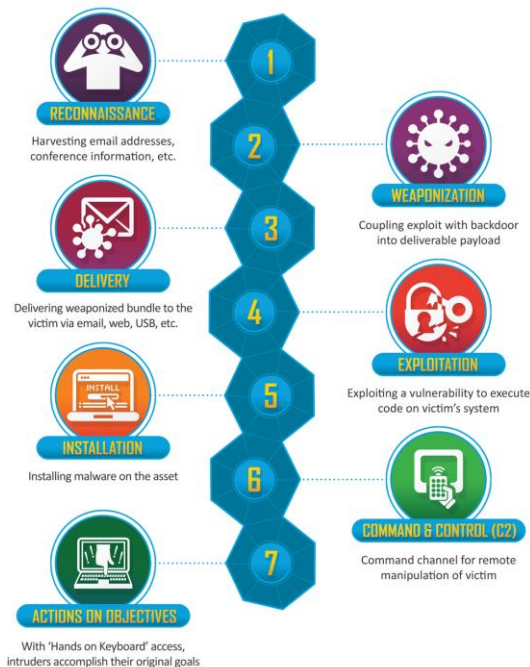 1
RECONNAISSANCE
Harvesting email addresses,
conference information, etc.
2
WEAPONIZATION
Coupling exploit with backdoor
into deliverable payload
3
DELIVERY
Delivering weaponized bundle to the
victim via email, web, USB, etc.
4
EXPLOITATION
Exploiting a vulnerability to execute
code on victim's system
5
INSTALL
INSTALLATION
Installing malware on the asset
6
COMMAND & CONTROL (C2)
Command channel for remote
manipulation of victim
7
ACTIONS ON OBJECTIVES
With 'Hands on Keyboard' access,
intruders accomplish their original goals